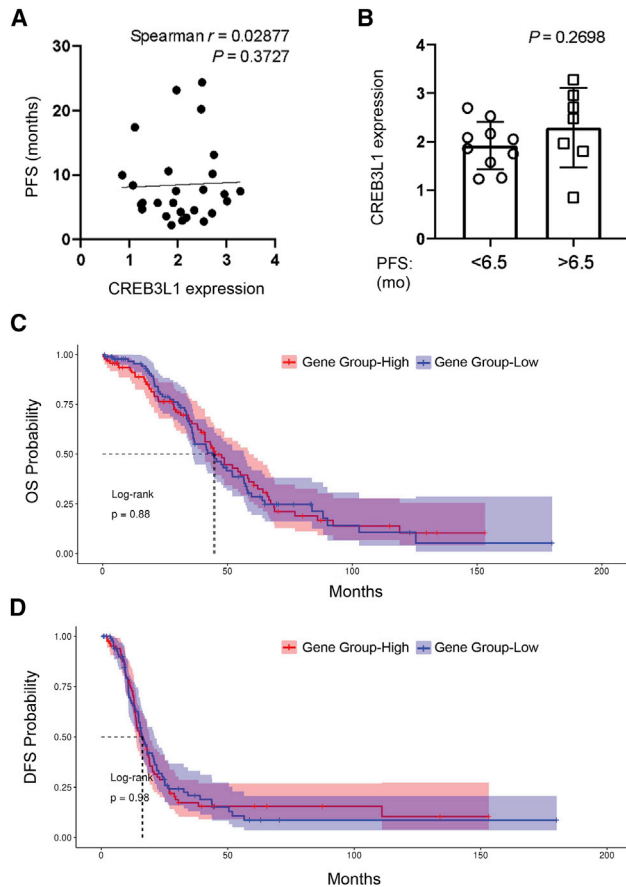 A
Spearman r = 0.02877
P = 0.3727
30
20
10
0
PFS (months)
0 1 2 3 4
CREB3L1 expression
B
P = 0.2698
4
3
2
1
0
CREB3L1 expression
PFS: <6.5 >6.5
(mo)
C
Gene Group-High Gene Group-Low
1.00
0.75
0.50
0.25
0.00
OS Probability
Log-rank
p = 0.88
0 50 100 150 200
Months
D
Gene Group-High Gene Group-Low
1.00
0.75
0.50
0.25
0.00
DFS Probability
Log-rank
p = 0.98
0 50 100 150 200
Months